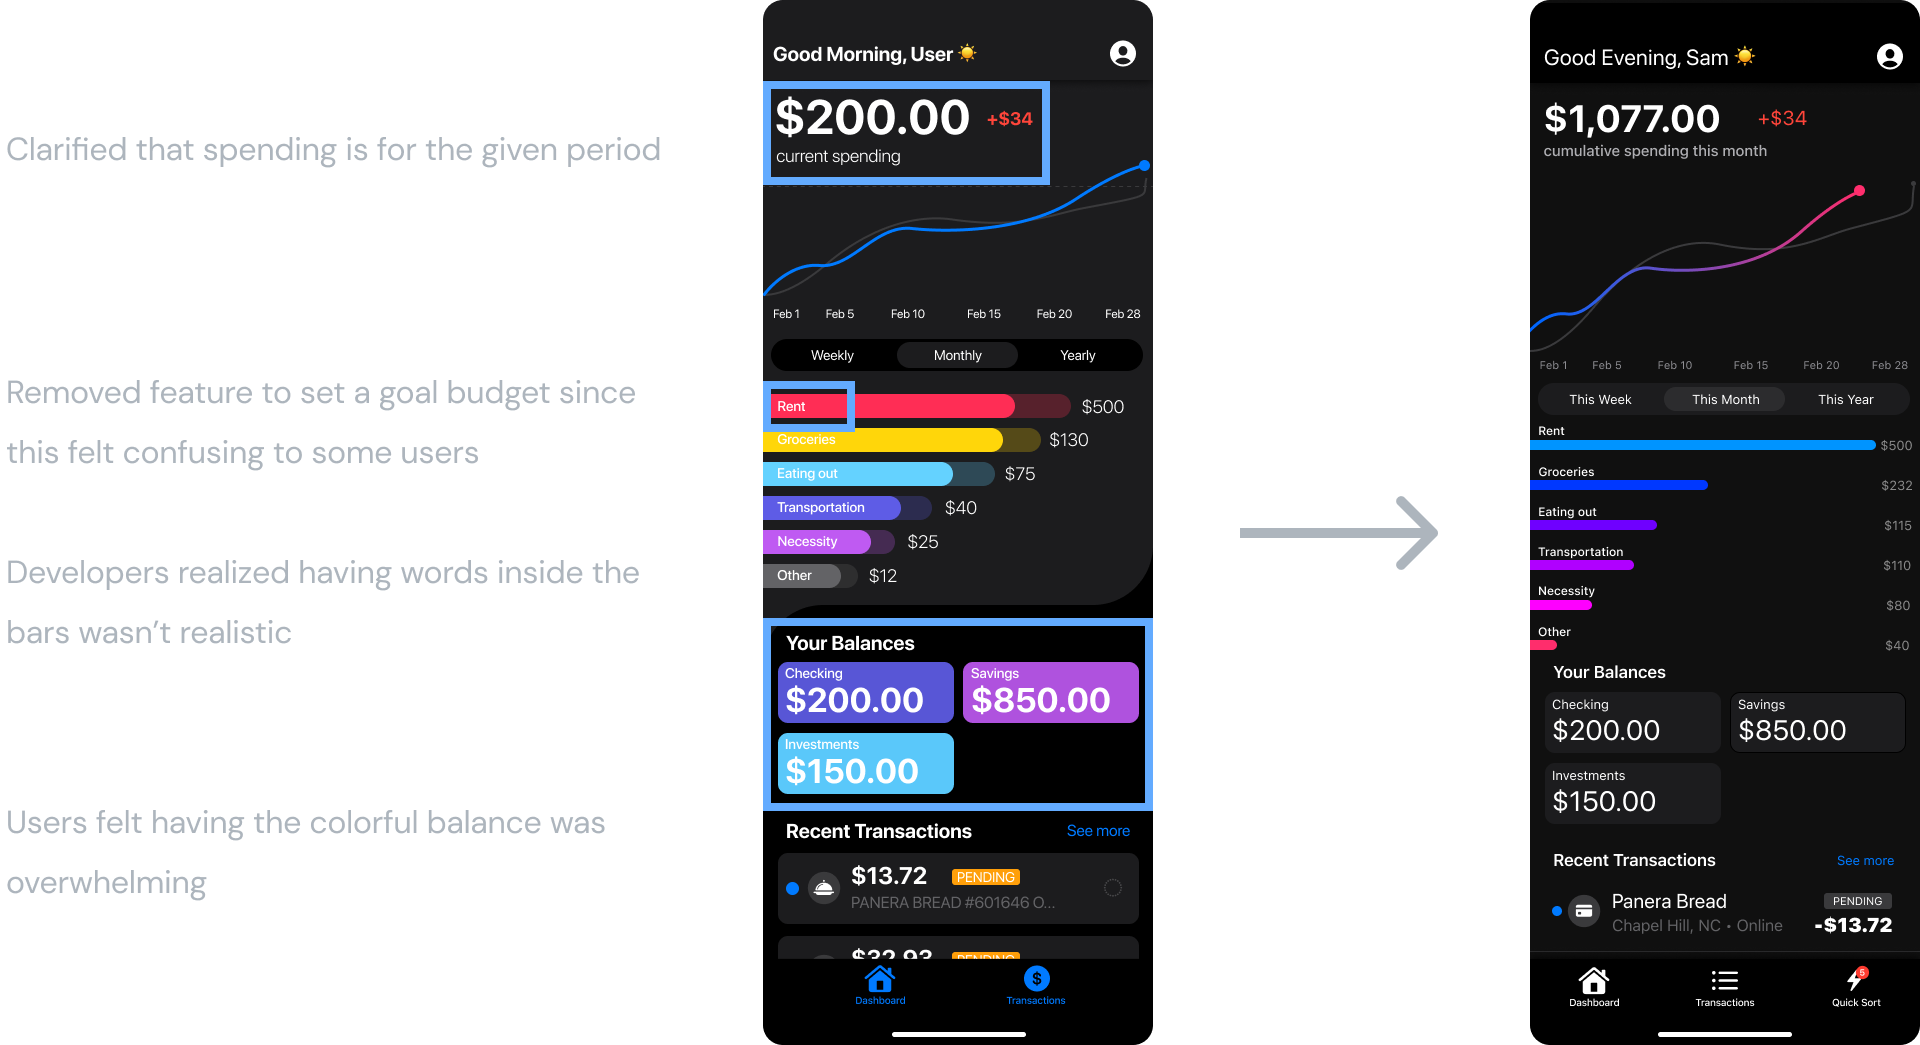 Clarified that spending is for the given period
Removed feature to set a goal budget since
this felt confusing to some users
Developers realized having words inside the
bars wasn’t realistic
Users felt having the colorful balance was
overwhelming
Good Morning, User
$200.00 +$34
current spending
Feb 1 Feb 5 Feb 10 Feb 15 Feb 20 Feb 28
Weekly Monthly Yearly
Rent $500
Groceries $130
Eating out $75
Transportation $40
Necessity $25
Other $12
Your Balances
Checking Savings
$200.00 $850.00
Investments
$150.00
Recent Transactions See more
$13.72 PENDING
PANERA BREAD #601646 O...
$32.93 PENDING
Dashboard Transactions
Good Evening, Sam
$1,077.00 +$34
cumulative spending this month
Feb 1 Feb 5 Feb 10 Feb 15 Feb 20 Feb 28
This Week This Month This Year
Rent
$500
Groceries
$232
Eating out
$115
Transportation
$110
Necessity
$80
Other
$40
Your Balances
Checking Savings
$200.00 $850.00
Investments
$150.00
Recent Transactions See more
Panera Bread PENDING
Chapel Hill, NC • Online -$13.72
5
Dashboard Transactions Quick Sort